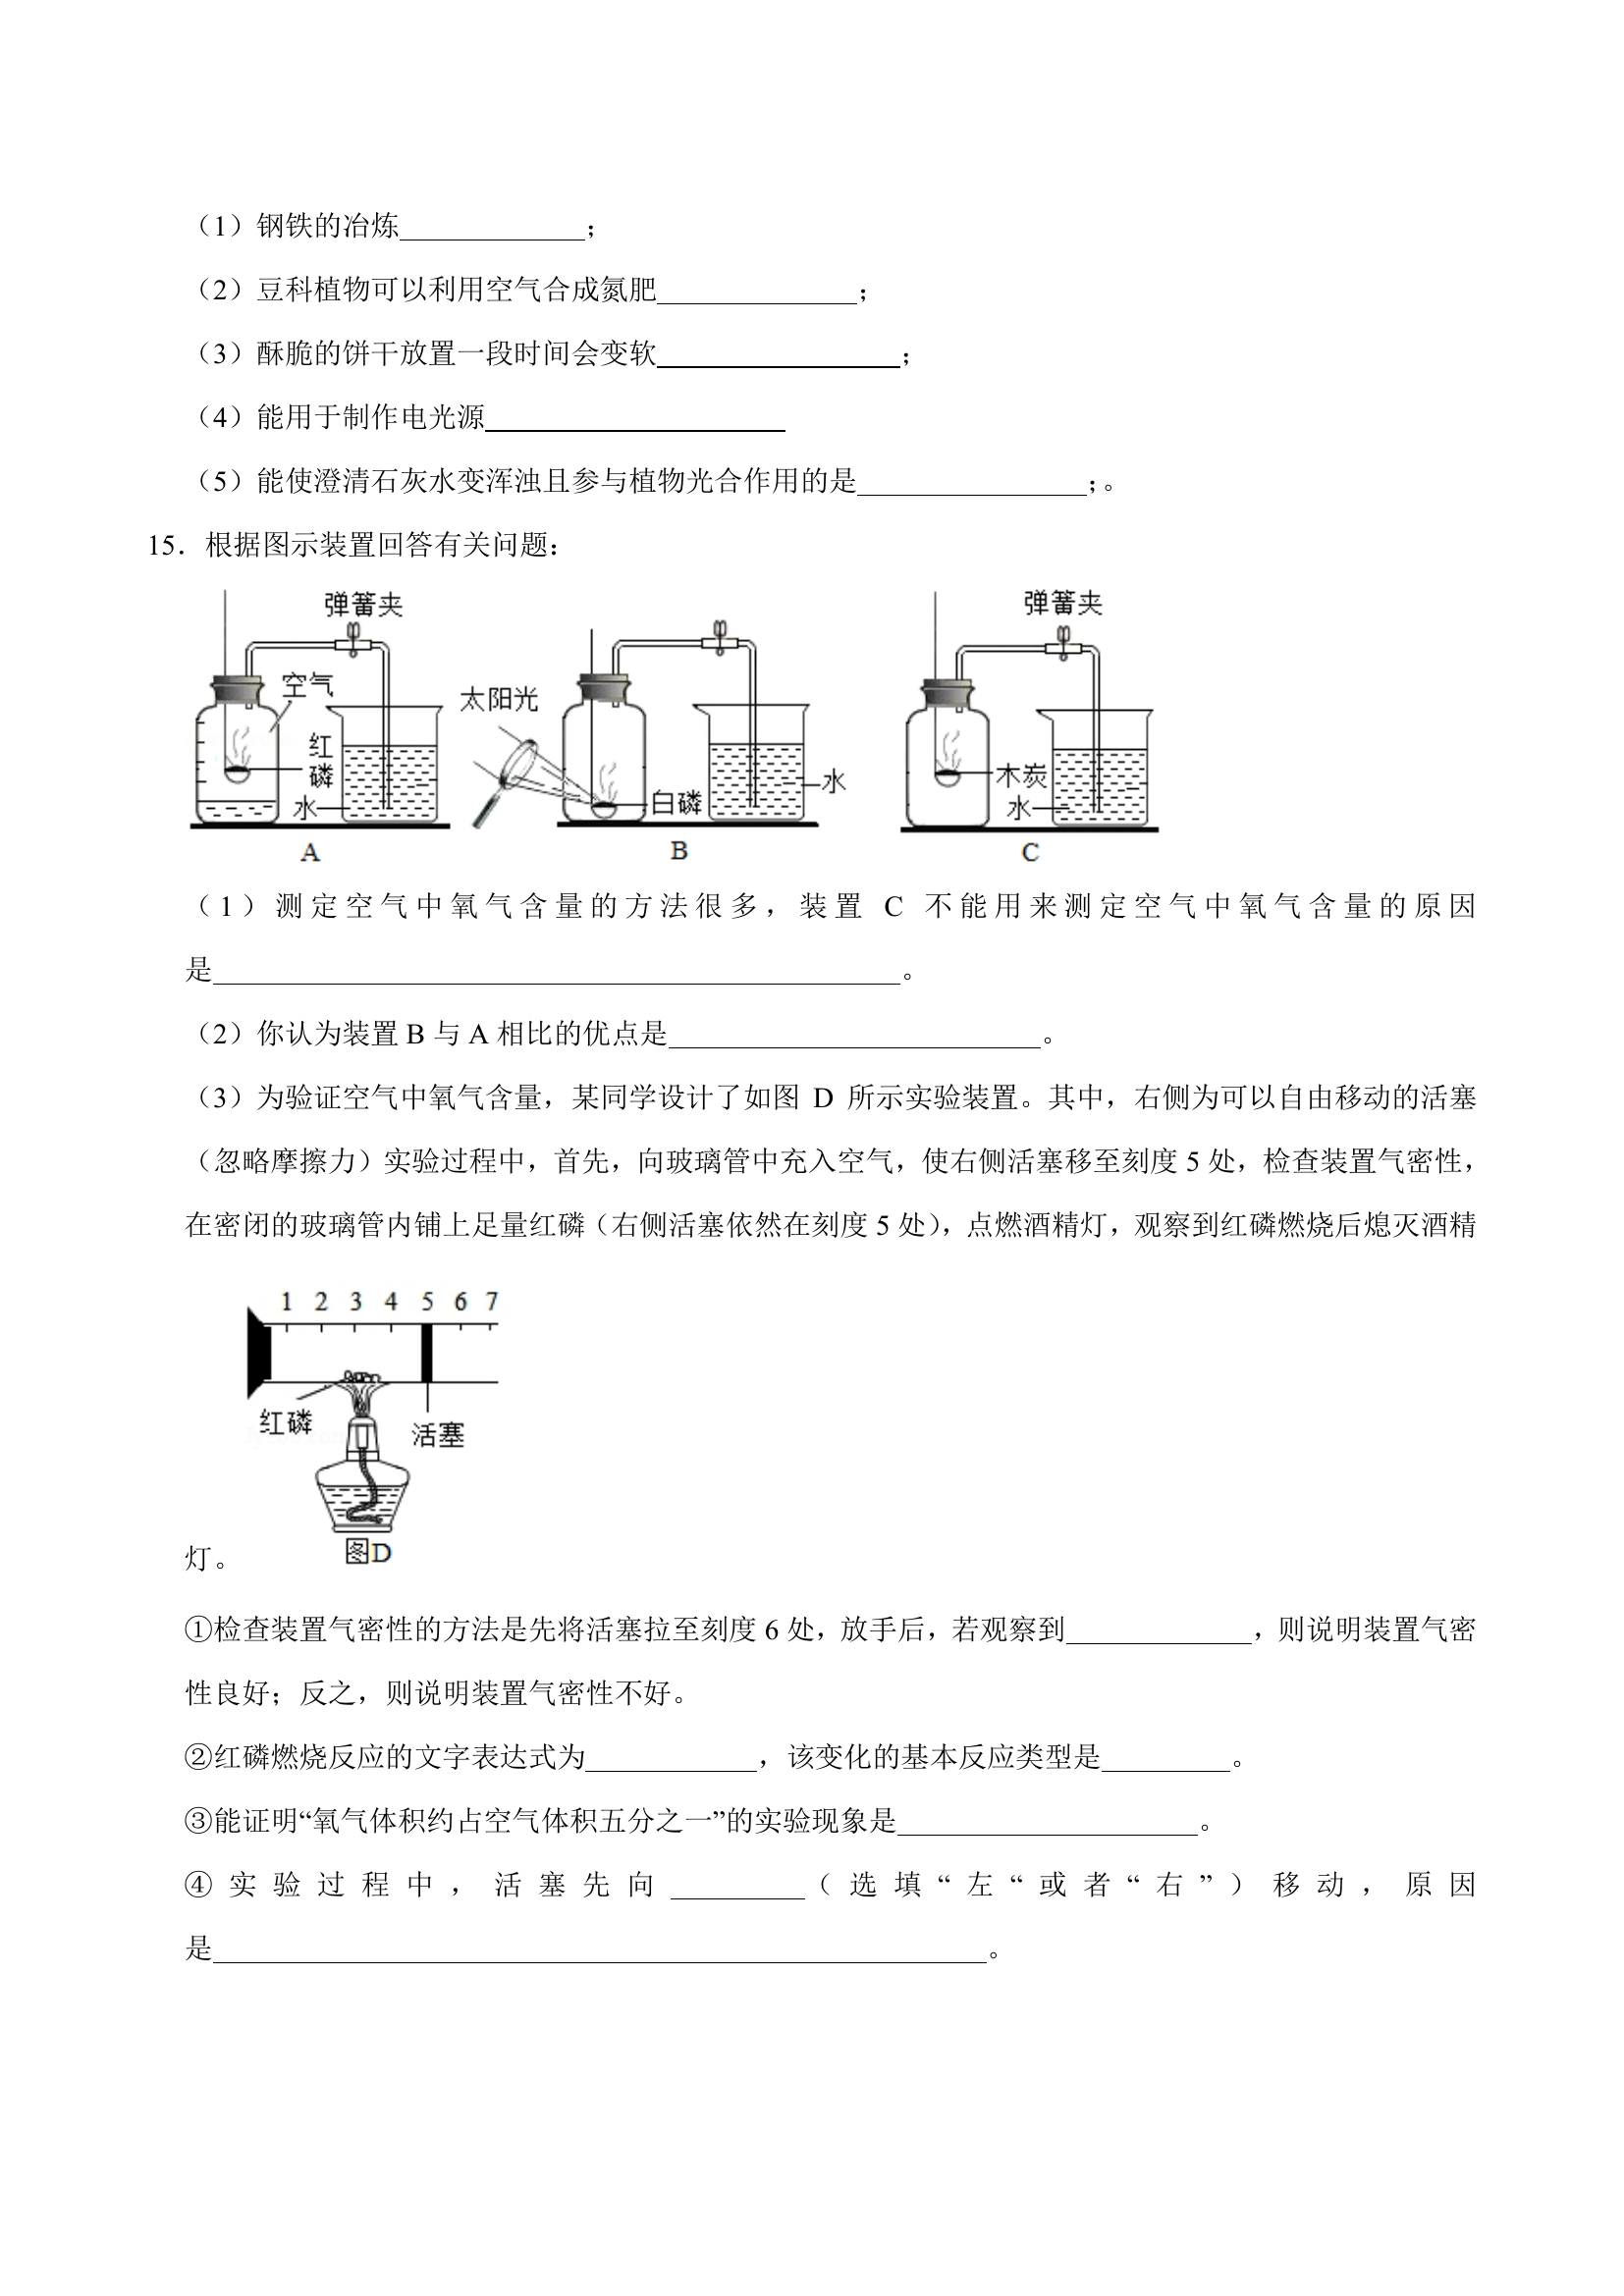 （1）钢铁的冶炼_____________；
（2）豆科植物可以利用空气合成氮肥______________；
（3）酥脆的饼干放置一段时间会变软_________________；
（4）能用于制作电光源_____________________
（5）能使澄清石灰水变浑浊且参与植物光合作用的是________________；。
15．根据图示装置回答有关问题：
弹簧夹
空气
红磷
水
A
太阳光
白磷
水
B
弹簧夹
木炭
水
C
（1）测定空气中氧气含量的方法很多，装置 C 不能用来测定空气中氧气含量的原因
是________________________________________________。
（2）你认为装置 B 与 A 相比的优点是__________________________。
（3）为验证空气中氧气含量，某同学设计了如图 D 所示实验装置。其中，右侧为可以自由移动的活塞
（忽略摩擦力）实验过程中，首先，向玻璃管中充入空气，使右侧活塞移至刻度 5 处，检查装置气密性，
在密闭的玻璃管内铺上足量红磷（右侧活塞依然在刻度 5 处），点燃酒精灯，观察到红磷燃烧后熄灭酒精
1 2 3 4 5 6 7
红磷
活塞
图D
灯。
①检查装置气密性的方法是先将活塞拉至刻度 6 处，放手后，若观察到_____________，则说明装置气密
性良好；反之，则说明装置气密性不好。
②红磷燃烧反应的文字表达式为____________，该变化的基本反应类型是_________。
③能证明“氧气体积约占空气体积五分之一”的实验现象是_____________________。
④实验过程中，活塞先向_________（选填“左“或者“右”）移动，原因
是______________________________________________________。